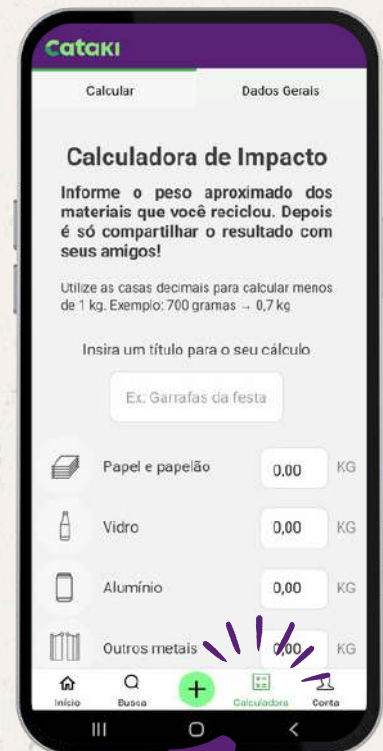 Cataki
Calcular
Dados Gerais
Calculadora de Impacto
Informe o peso aproximado dos
materiais que você reciclou. Depois
é só compartilhar o resultado com
seus amigos!
Utilize as casas decimais para calcular menos
de 1 kg. Exemplo: 700 gramas → 0,7 kg
Insira um título para o seu cálculo
Ex: Garrafas da festa
Papel e papelão 0,00 KG
Vidro 0,00 KG
Alumínio 0,00 KG
Outros metais 0,00 KG
Início Busca + Calculadora Conta